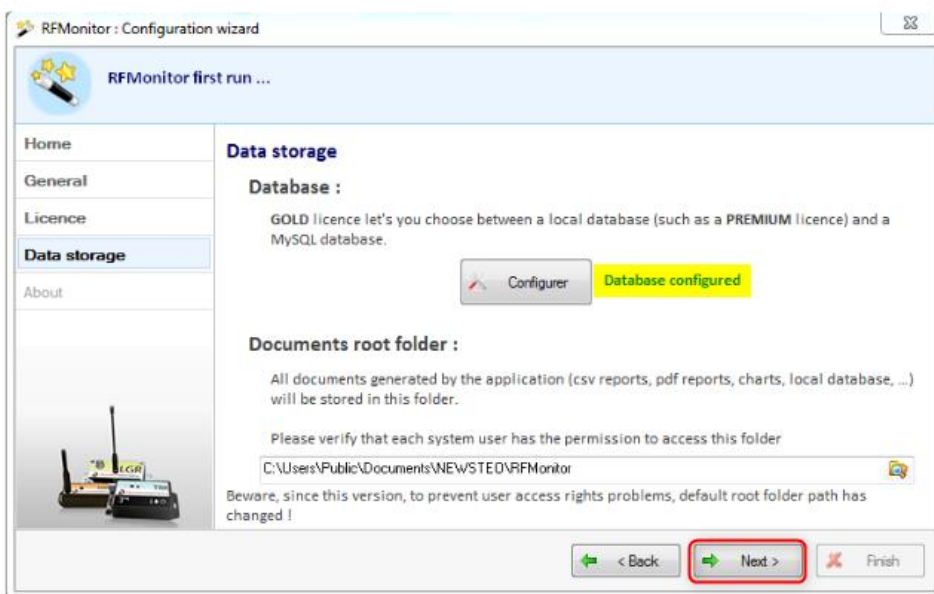 RFMonitor : Configuration wizard
RFMonitor first run ...
Home
General
Licence
Data storage
About
Data storage
Database :
GOLD licence let's you choose between a local database (such as a PREMIUM licence) and a
MySQL database.
Configurer
Database configured
Documents root folder :
All documents generated by the application (csv reports, pdf reports, charts, local database, ...)
will be stored in this folder.
Please verify that each system user has the permission to access this folder
C:\Users\Public\Documents\NEWSTEO\RFMonitor
Beware, since this version, to prevent user access rights problems, default root folder path has
changed !
< Back
Next >
Finish
LGR